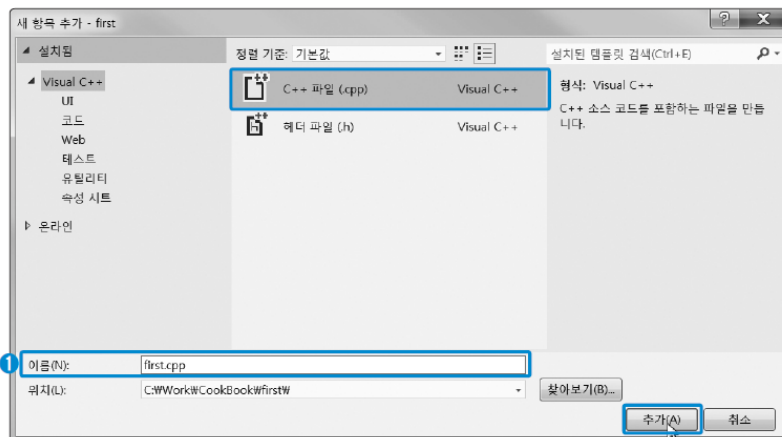 새 항목 추가 - first
설치됨
정렬 기준: 기본값
설치된 템플릿 검색(Ctrl+E)
Visual C++
UI
코드
Web
테스트
유틸리티
속성 시트
온라인
C++ 파일 (.cpp) Visual C++
헤더 파일 (.h) Visual C++
형식: Visual C++
C++ 소스 코드를 포함하는 파일을 만듭
니다.
1 이름(N): first.cpp
위치(L): C:₩Work₩CookBook₩first₩
찾아보기(B)...
추가(A) 취소